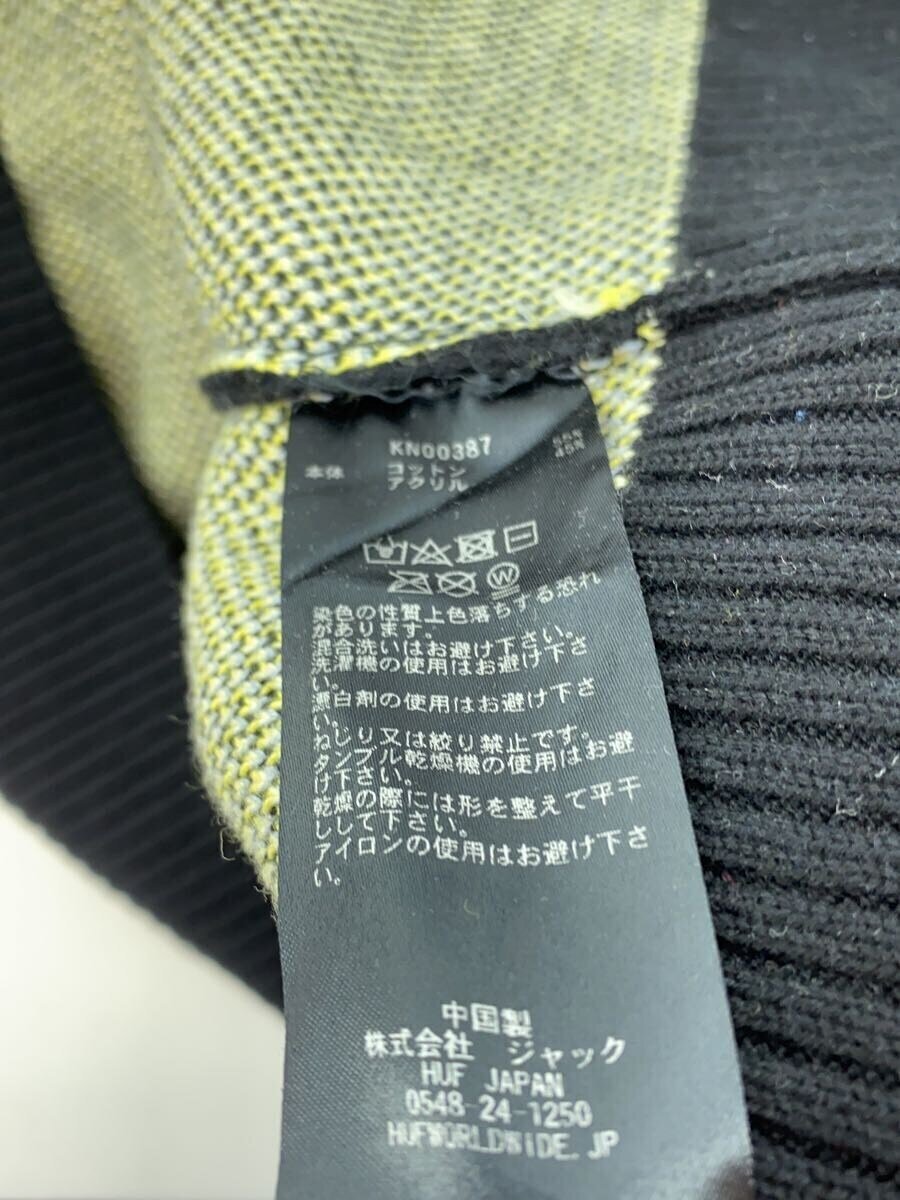 KN00387
本体 コットン 55%
アクリル 45%
染色の性質上色落ちする恐れ
があります。
混合洗いはお避け下さい。
洗濯機の使用はお避け下さ
い。
漂白剤の使用はお避け下さ
い。
ねじり又は絞り禁止です。
タンブル乾燥機の使用はお避
け下さい。
乾燥の際には形を整えて平干
しして下さい。
アイロンの使用はお避け下さ
い。
中国製
株式会社 ジャック
HUF JAPAN
0548-24-1250
HUFWORLDWIDE.JP